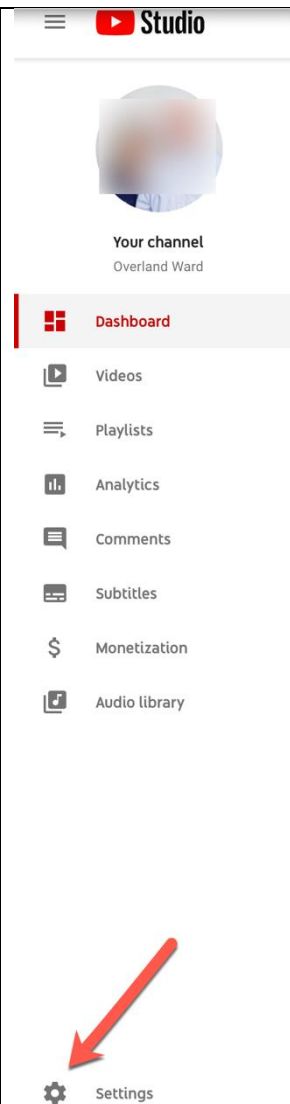 Studio
Your channel
Overland Ward
Dashboard
Videos
Playlists
Analytics
Comments
Subtitles
$ Monetization
Audio library
Settings